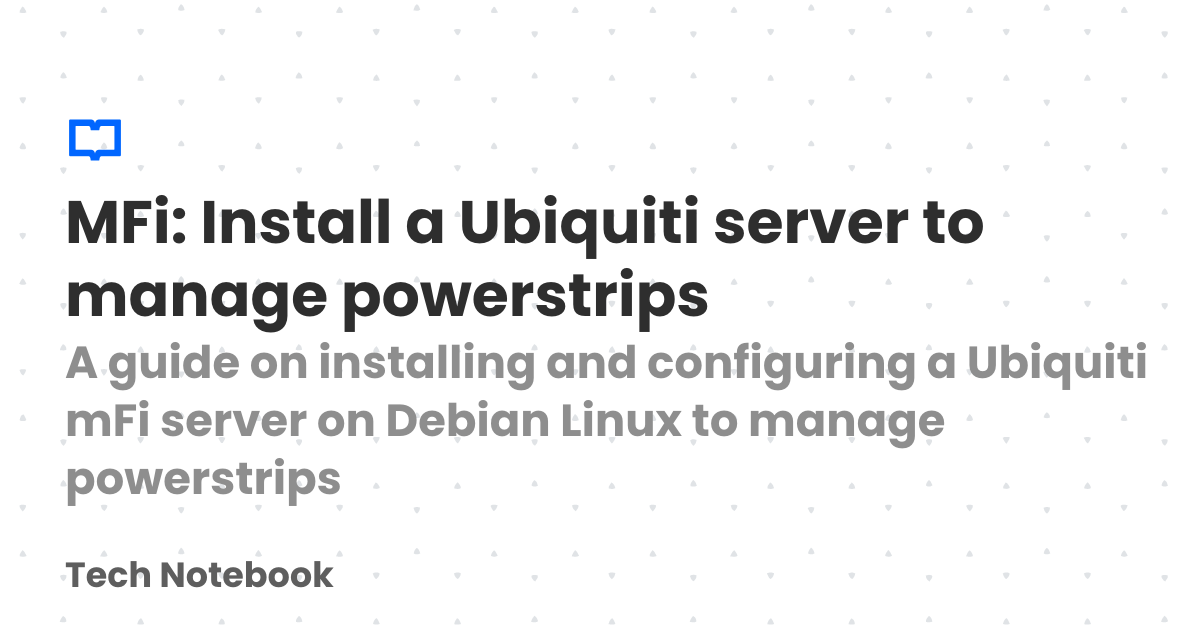 MFi: Install a Ubiquiti server to
manage powerstrips
A guide on installing and configuring a Ubiquiti
mFi server on Debian Linux to manage
powerstrips
Tech Notebook